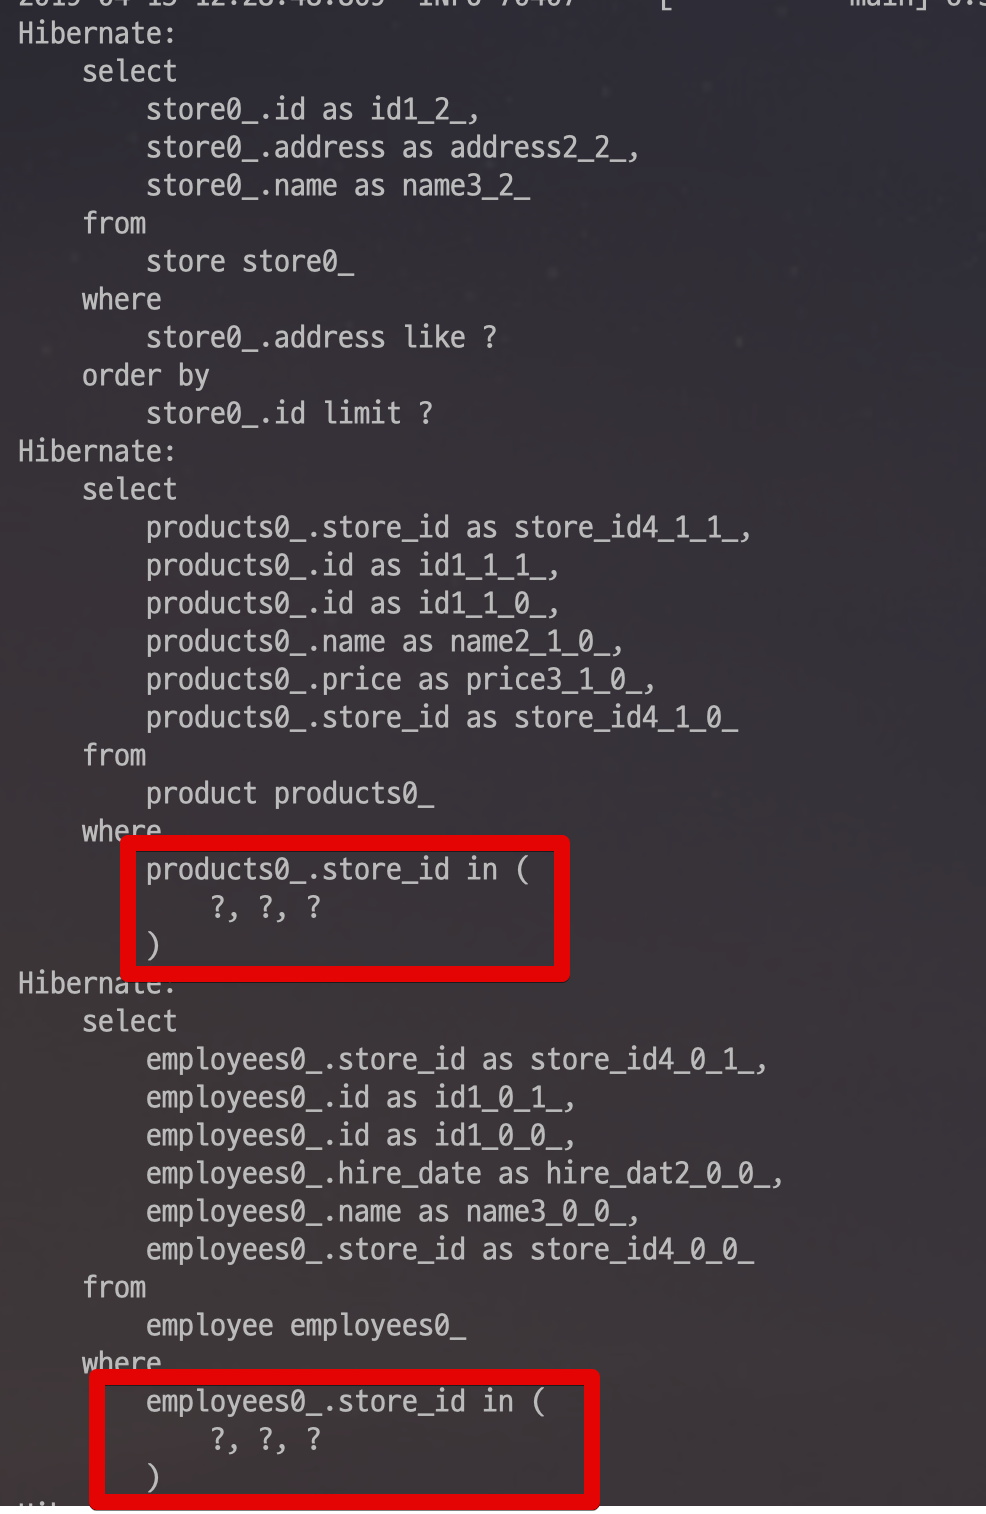 Hibernate:
select
store0_.id as id1_2_,
store0_.address as address2_2_,
store0_.name as name3_2_
from
store store0_
where
store0_.address like ?
order by
store0_.id limit ?
Hibernate:
select
products0_.store_id as store_id4_1_1_,
products0_.id as id1_1_1_,
products0_.id as id1_1_0_,
products0_.name as name2_1_0_,
products0_.price as price3_1_0_,
products0_.store_id as store_id4_1_0_
from
product products0_
where
products0_.store_id in (
?, ?, ?
)
Hibernate:
select
employees0_.store_id as store_id4_0_1_,
employees0_.id as id1_0_1_,
employees0_.id as id1_0_0_,
employees0_.hire_date as hire_dat2_0_0_,
employees0_.name as name3_0_0_,
employees0_.store_id as store_id4_0_0_
from
employee employees0_
where
employees0_.store_id in (
?, ?, ?
)